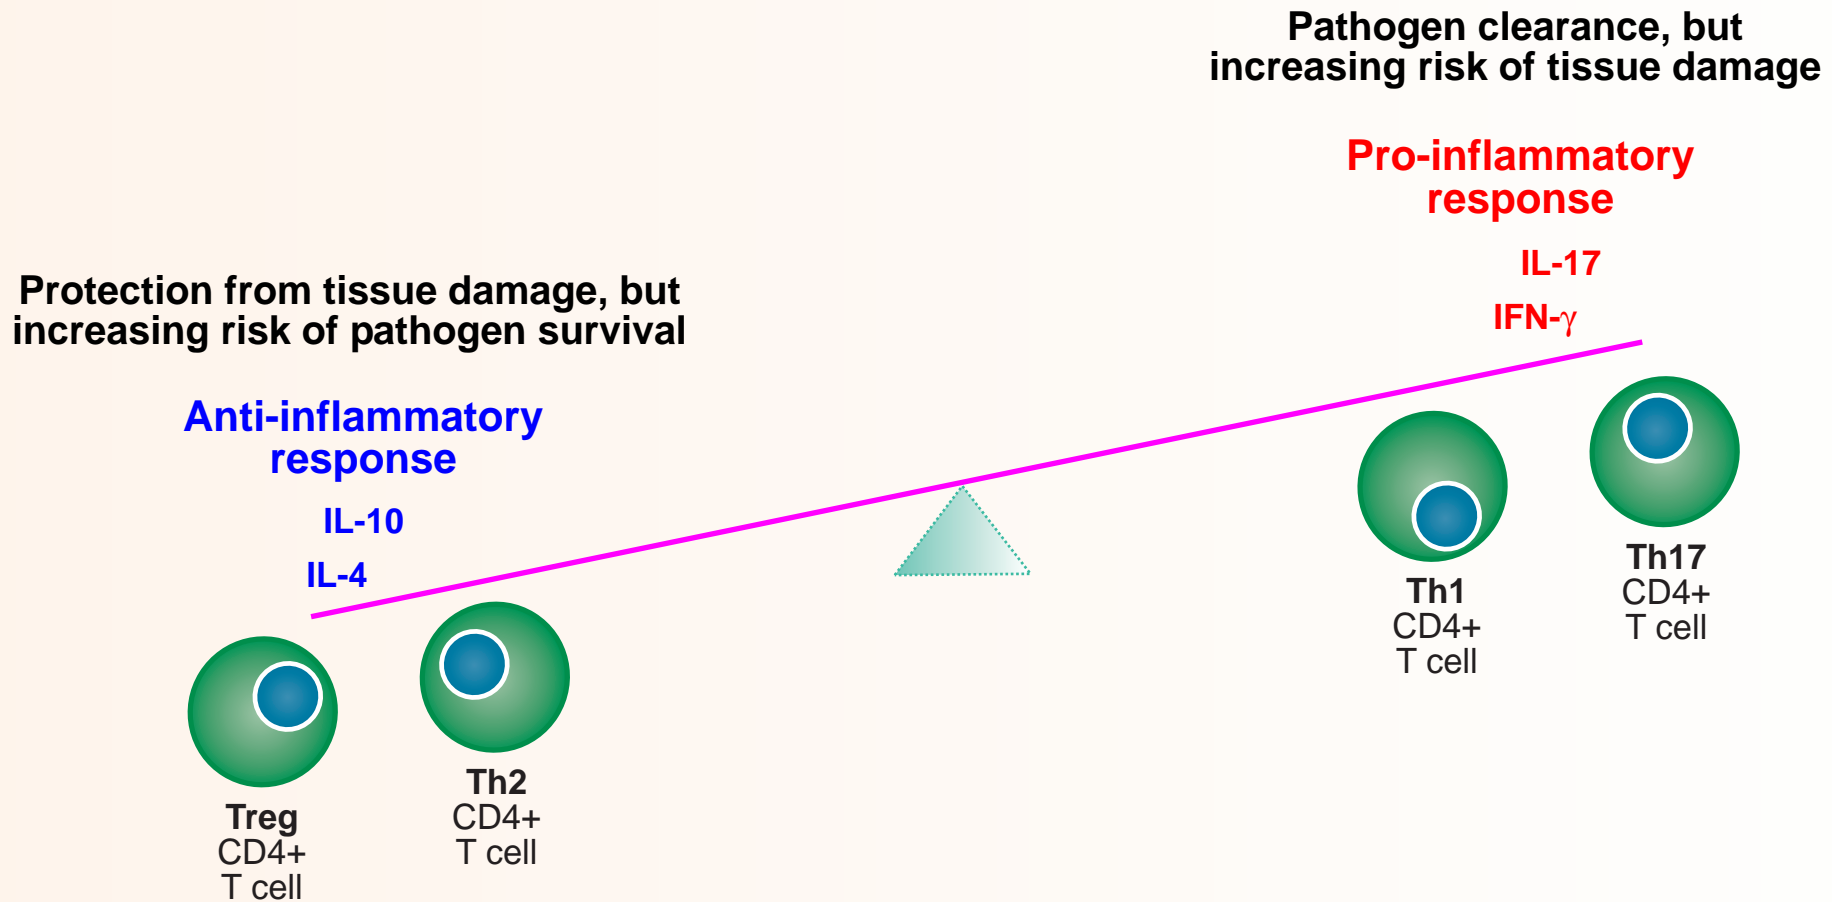 Pathogen clearance, but
increasing risk of tissue damage
Pro-inflammatory
response
IL-17
IFN-γ
Protection from tissue damage, but
increasing risk of pathogen survival
Anti-inflammatory
response
IL-10
IL-4
Treg
CD4+
T cell
Th2
CD4+
T cell
Th1
CD4+
T cell
Th17
CD4+
T cell